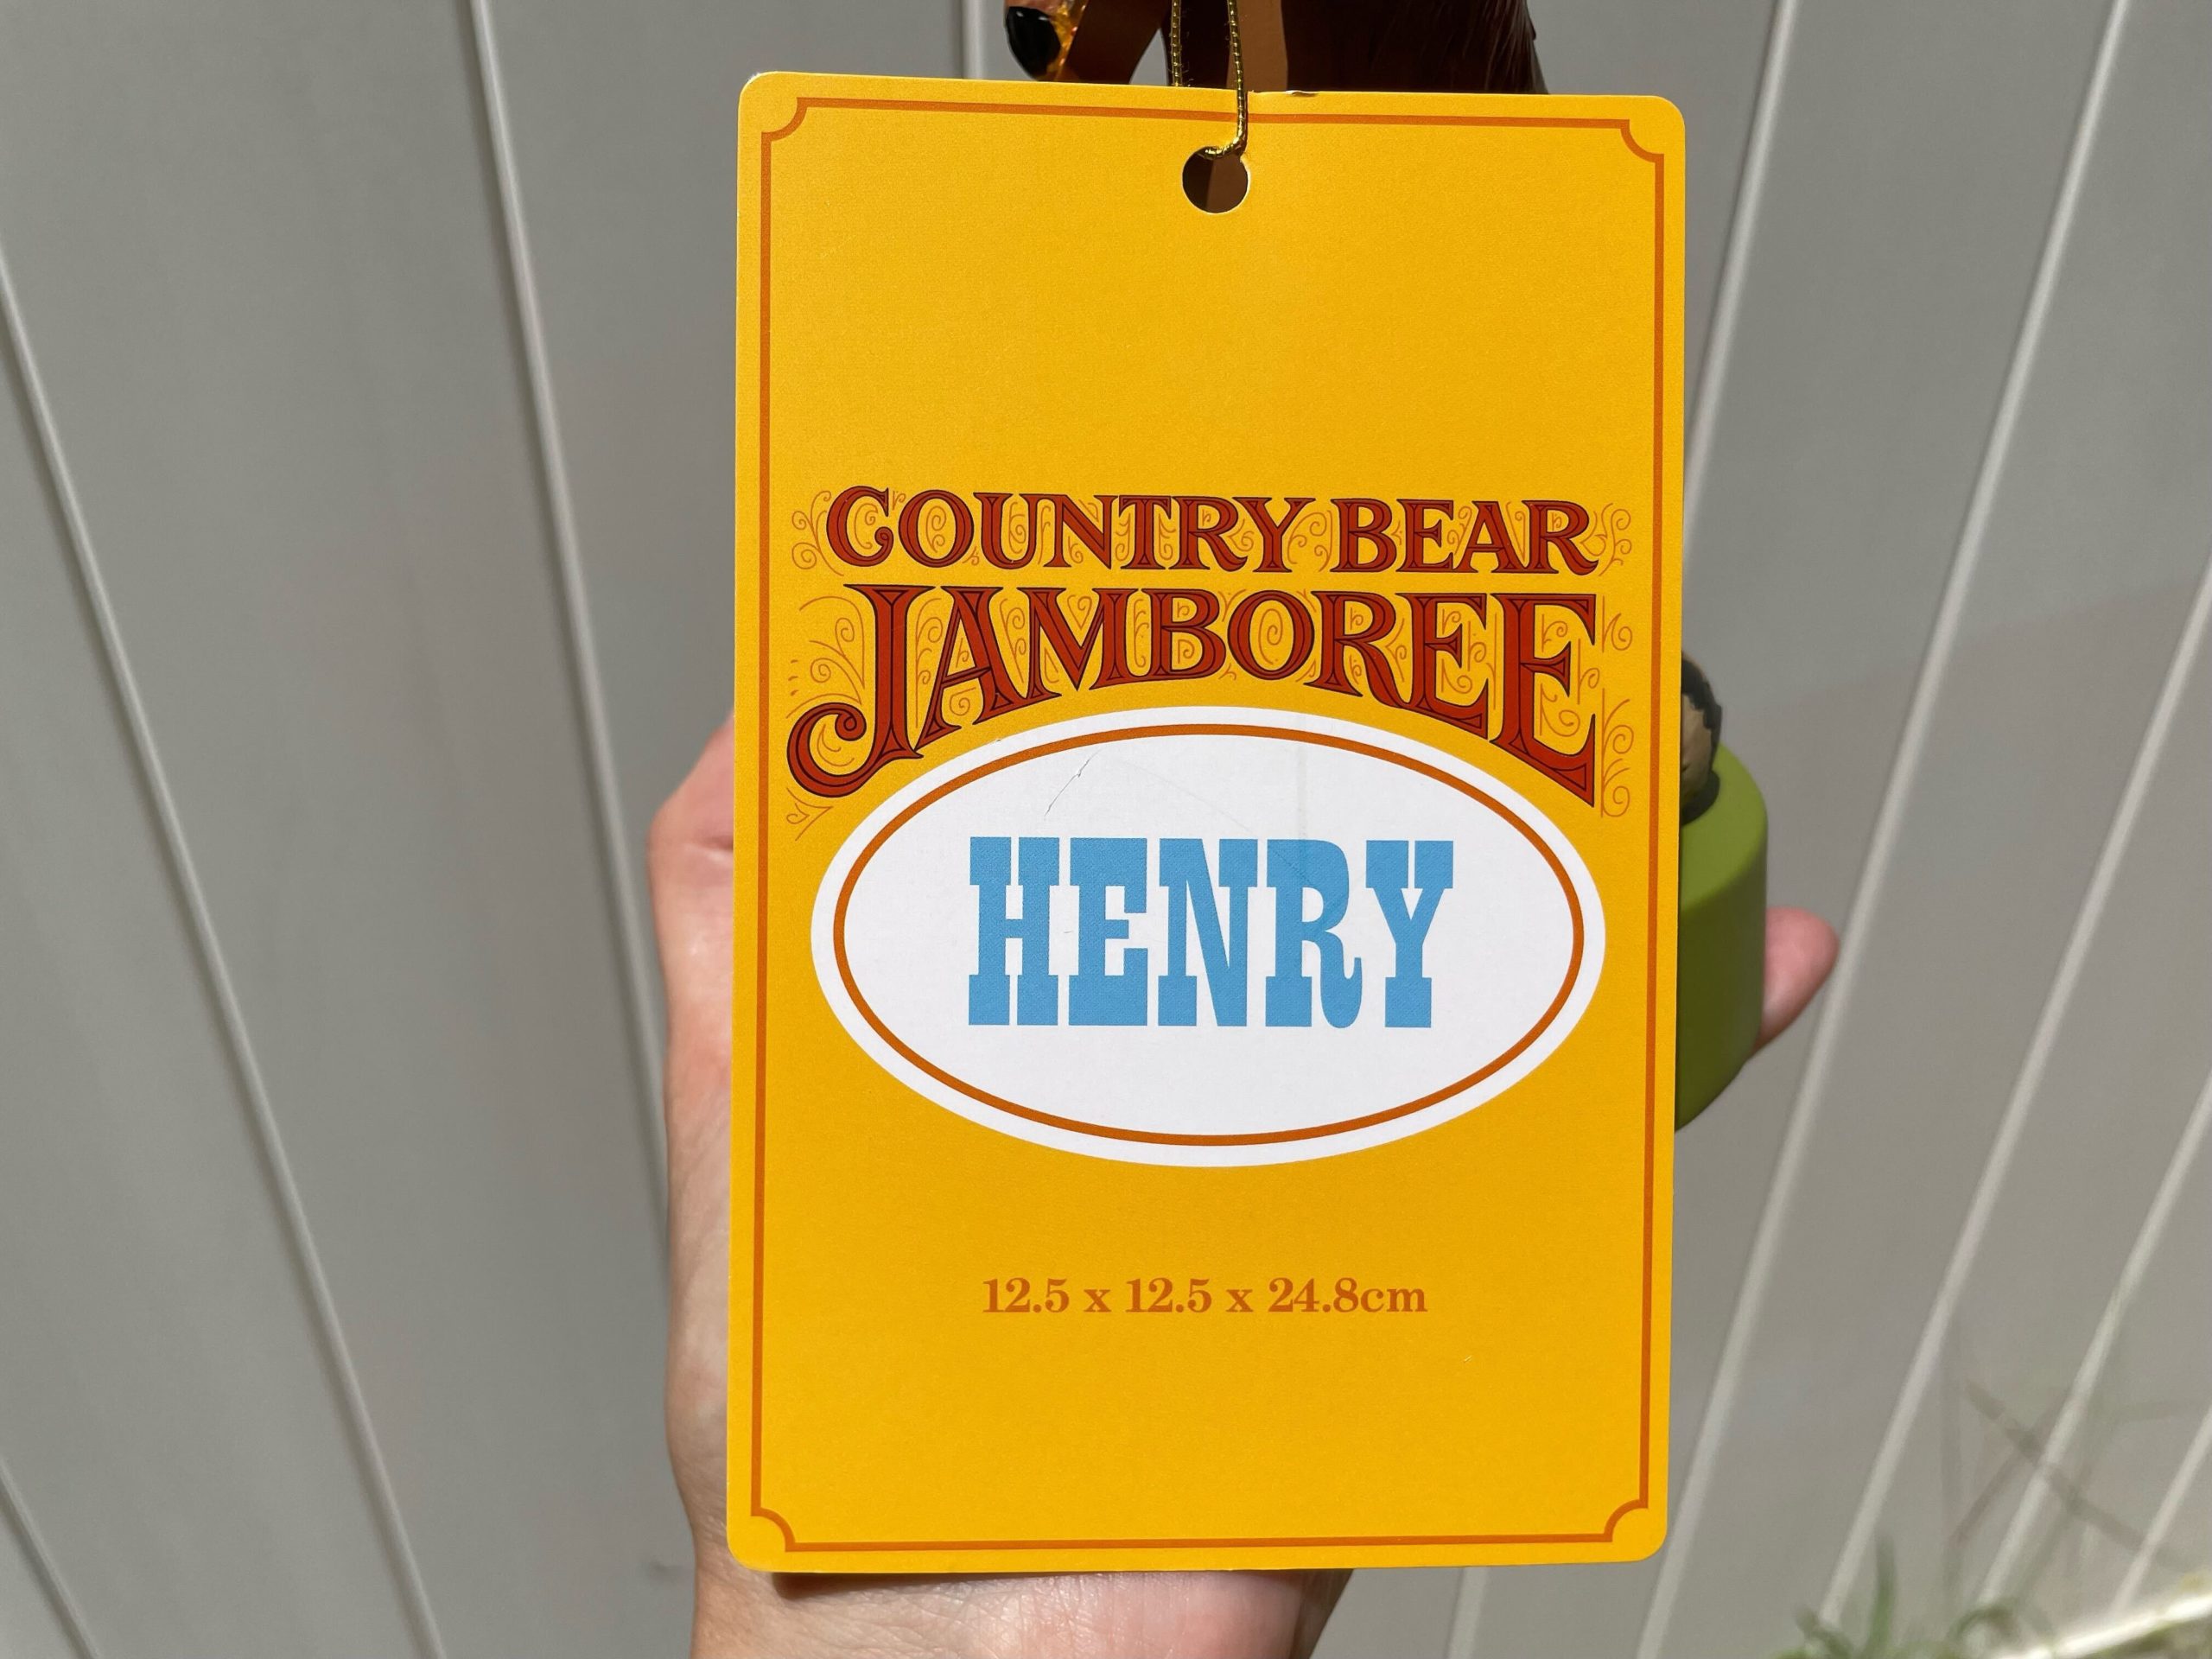 COUNTRY BEAR
JAMBOREE
HENRY
12.5 x 12.5 x 24.8cm